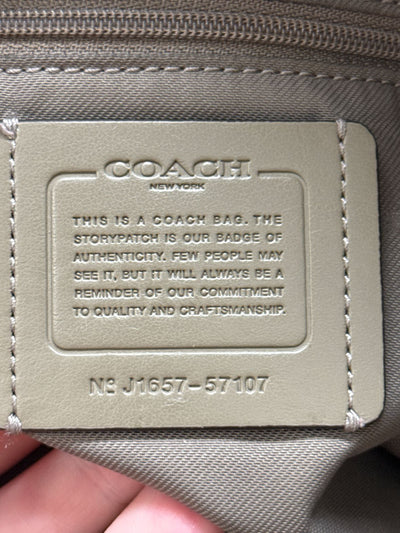 COACH
NEW YORK
THIS IS A COACH BAG. THE
STORYPATCH IS OUR BADGE OF
AUTHENTICITY. FEW PEOPLE MAY
SEE IT, BUT IT WILL ALWAYS BE A
REMINDER OF OUR COMMITMENT
TO QUALITY AND CRAFTSMANSHIP.
Nº J1657-57107